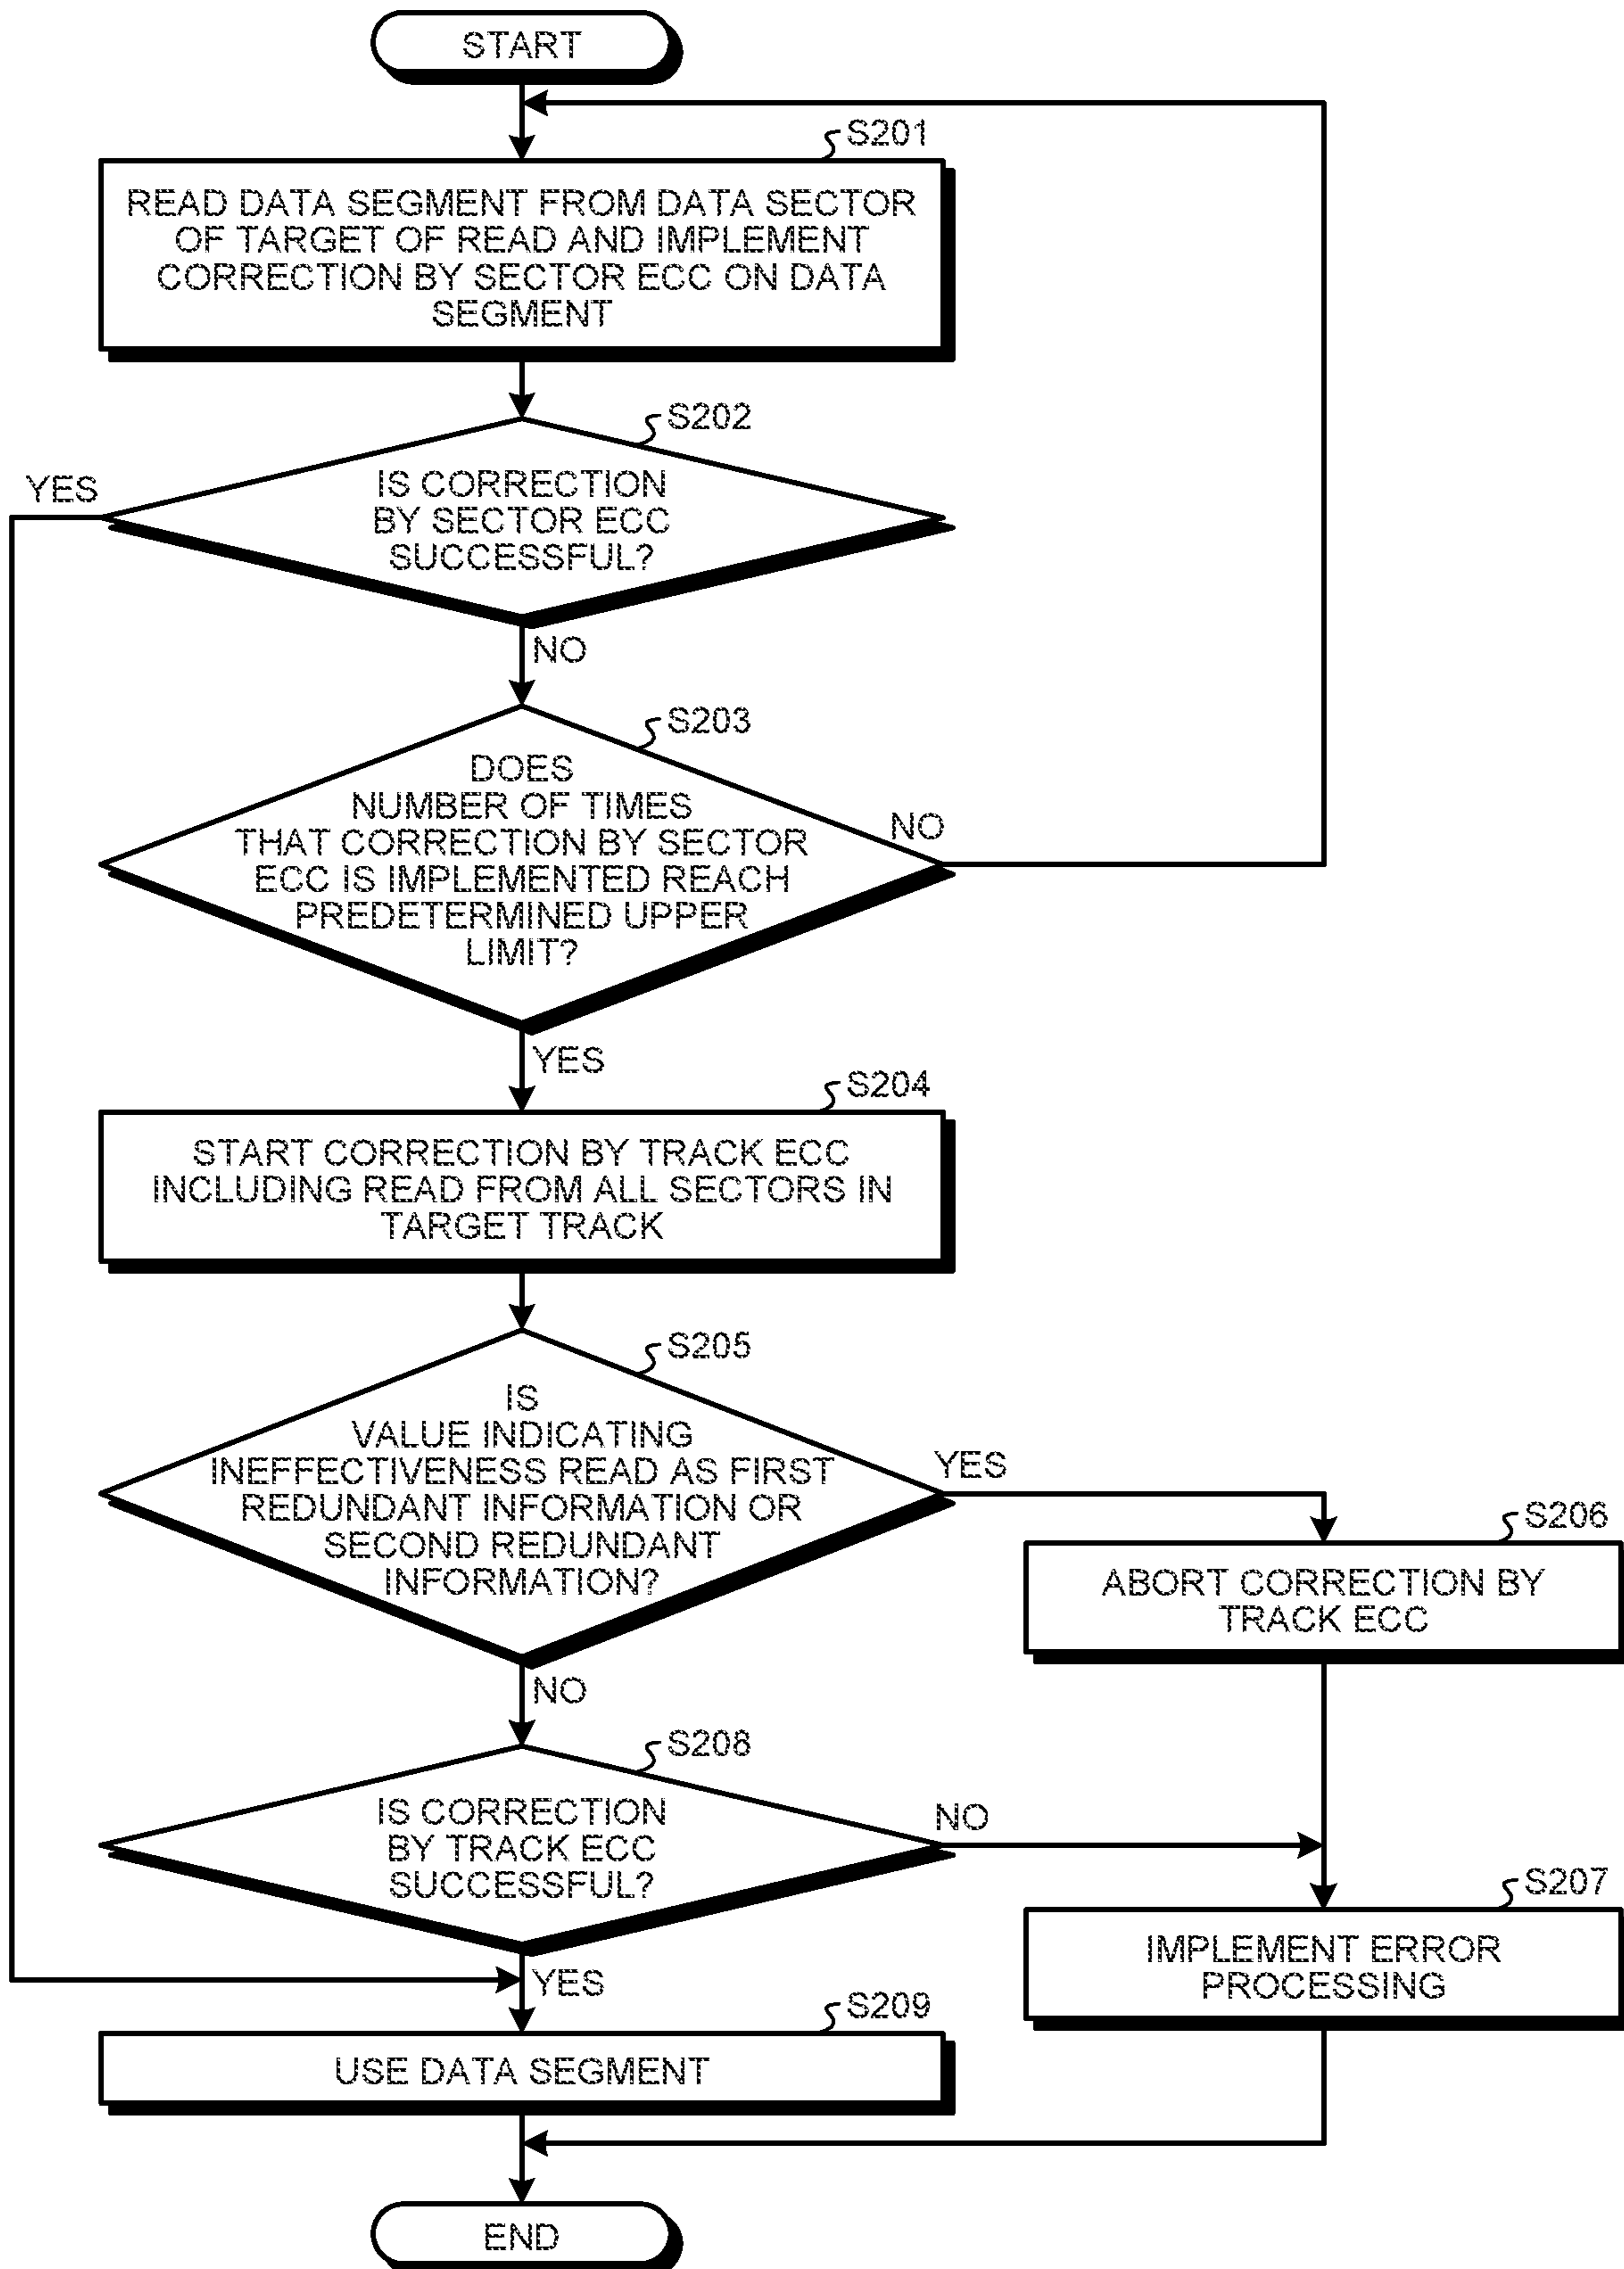 START
S201
READ DATA SEGMENT FROM DATA SECTOR
OF TARGET OF READ AND IMPLEMENT
CORRECTION BY SECTOR ECC ON DATA
SEGMENT
S202
YES
IS CORRECTION
BY SECTOR ECC
SUCCESSFUL?
NO
S203
DOES
NUMBER OF TIMES
THAT CORRECTION BY SECTOR
ECC IS IMPLEMENTED REACH
PREDETERMINED UPPER
LIMIT?
NO
YES
S204
START CORRECTION BY TRACK ECC
INCLUDING READ FROM ALL SECTORS IN
TARGET TRACK
S205
IS
VALUE INDICATING
INEFFECTIVENESS READ AS FIRST
REDUNDANT INFORMATION OR
SECOND REDUNDANT
INFORMATION?
YES
S206
ABORT CORRECTION BY
TRACK ECC
NO
S208
IS CORRECTION
BY TRACK ECC
SUCCESSFUL?
NO
S207
IMPLEMENT ERROR
PROCESSING
YES
S209
USE DATA SEGMENT
END